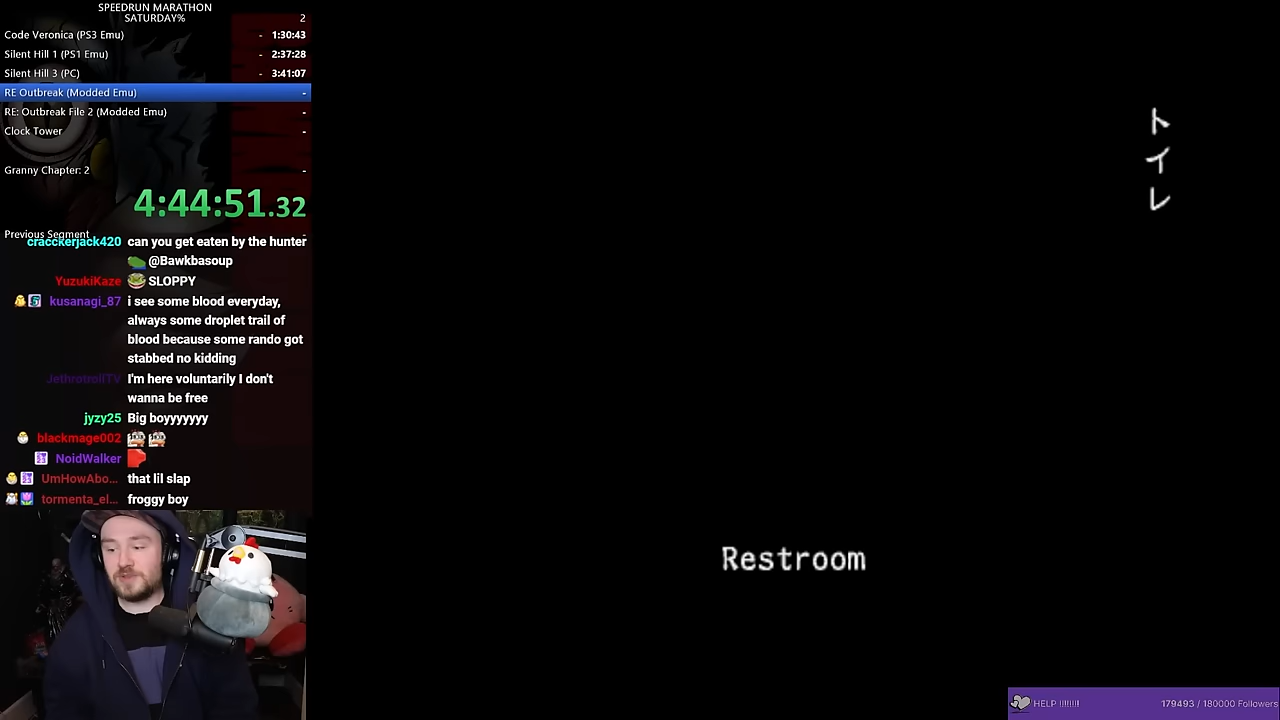 SPEEDRUN MARATHON
SATURDAY%
2
Code Veronica (PS3 Emu) - 1:30:43
Silent Hill 1 (PS1 Emu) - 2:37:28
Silent Hill 3 (PC) - 3:41:07
RE Outbreak (Modded Emu) -
RE: Outbreak File 2 (Modded Emu) -
Clock Tower -
Granny Chapter: 2 -
4:44:51.32
Previous Segment -
cracckerjack420 can you get eaten by the hunter
@Bawkbasoup
YuzukiKaze SLOPPY
kusanagi_87 i see some blood everyday,
always some droplet trail of
blood because some rando got
stabbed no kidding
JethrotrollTV I'm here voluntarily I don't
wanna be free
jyzy25 Big boyyyyyyy
blackmage002
NoidWalker
UmHowAbo... that lil slap
tormenta_el... froggy boy
トイレ
Restroom
HELP !!!!!!! 179493 / 180000 Followers